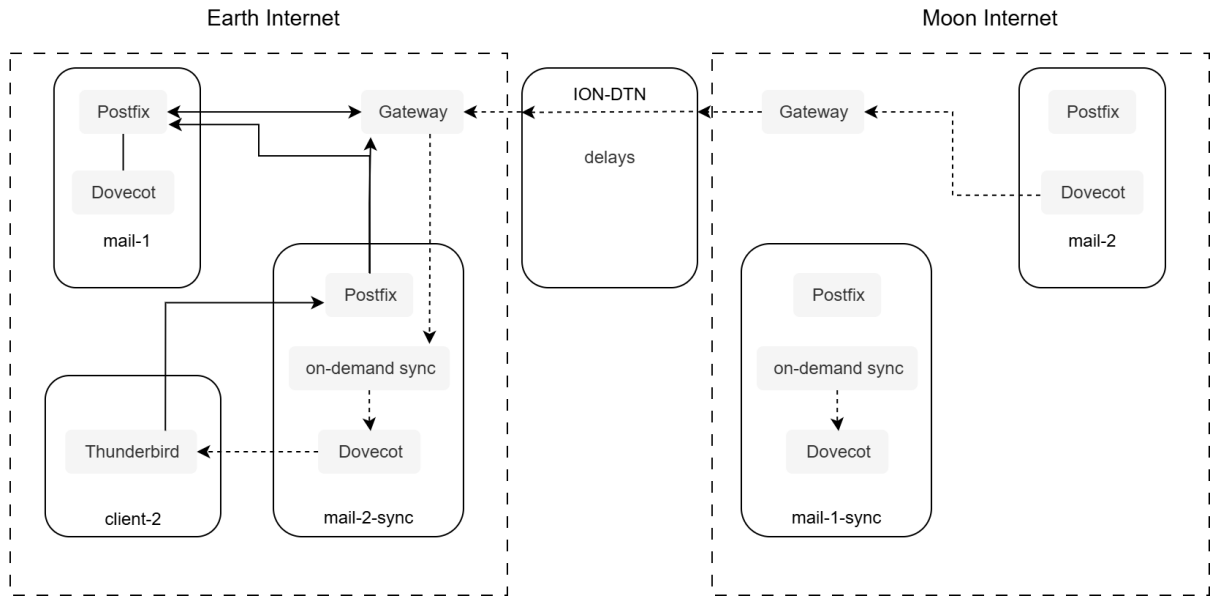 Earth Internet
Moon Internet
Postfix
Gateway
ION-DTN
Gateway
Postfix
delays
Dovecot
Dovecot
mail-1
mail-2
Postfix
Postfix
on-demand sync
on-demand sync
Thunderbird
Dovecot
Dovecot
client-2
mail-2-sync
mail-1-sync